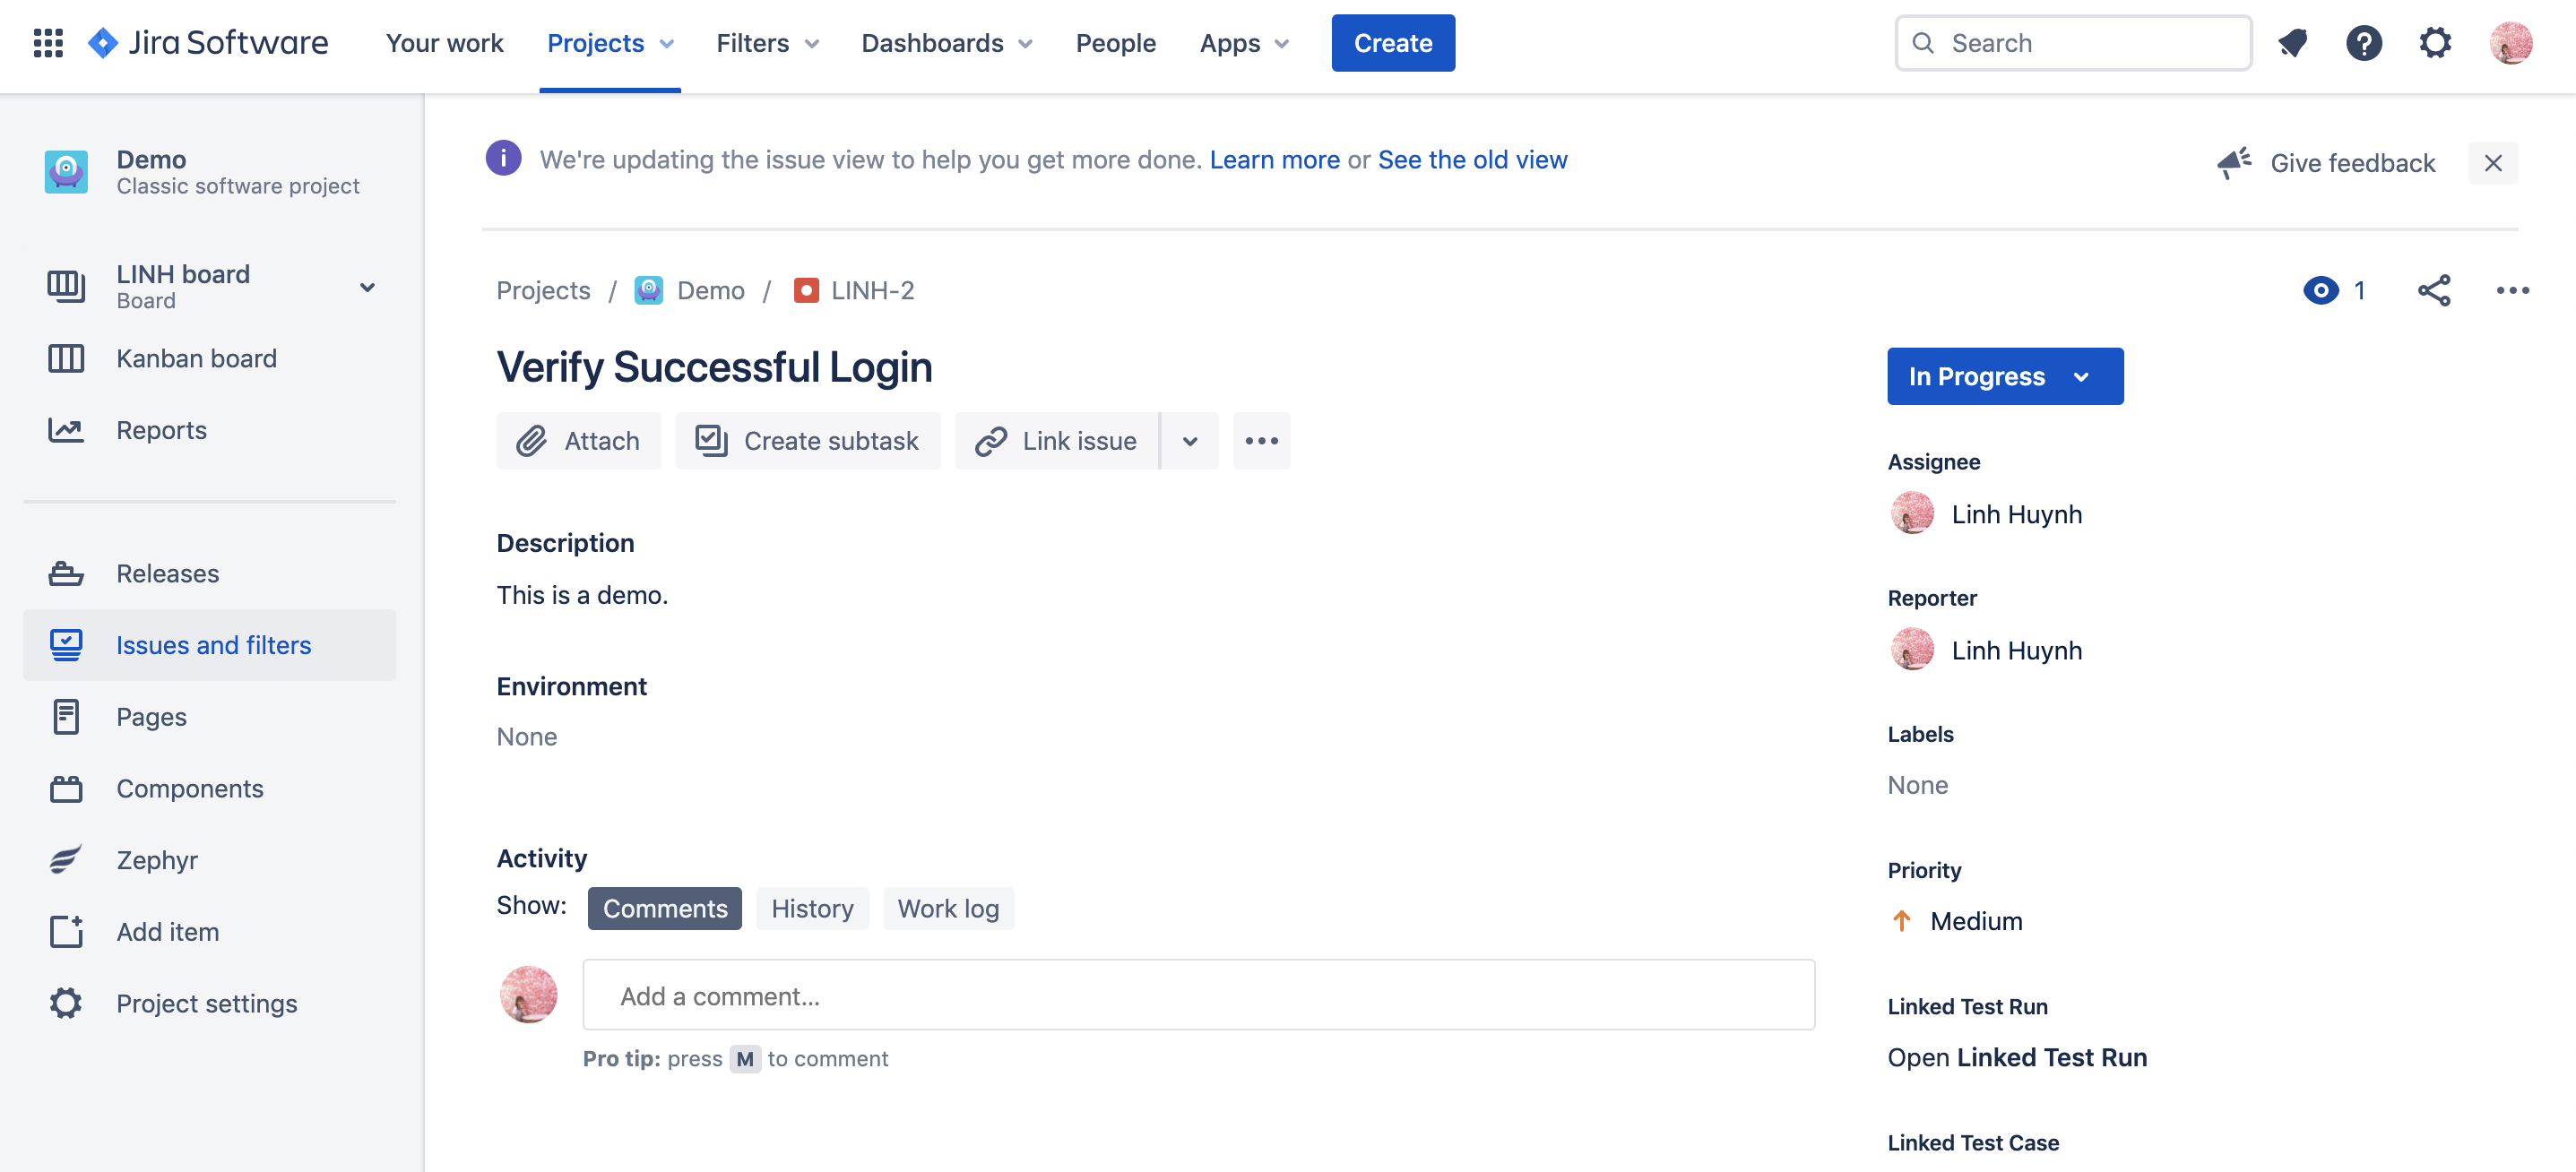 Jira Software
Your work
Projects
Filters
Dashboards
People
Apps
Create
Search
Demo
Classic software project
LINH board
Board
Kanban board
Reports
Releases
Issues and filters
Pages
Components
Zephyr
Add item
Project settings
We're updating the issue view to help you get more done. Learn more or See the old view
Give feedback
Projects / Demo / LINH-2
1
Verify Successful Login
Attach
Create subtask
Link issue
Description
This is a demo.
Environment
None
Activity
Show: Comments History Work log
Add a comment...
Pro tip: press M to comment
In Progress
Assignee
Linh Huynh
Reporter
Linh Huynh
Labels
None
Priority
Medium
Linked Test Run
Open Linked Test Run
Linked Test Case